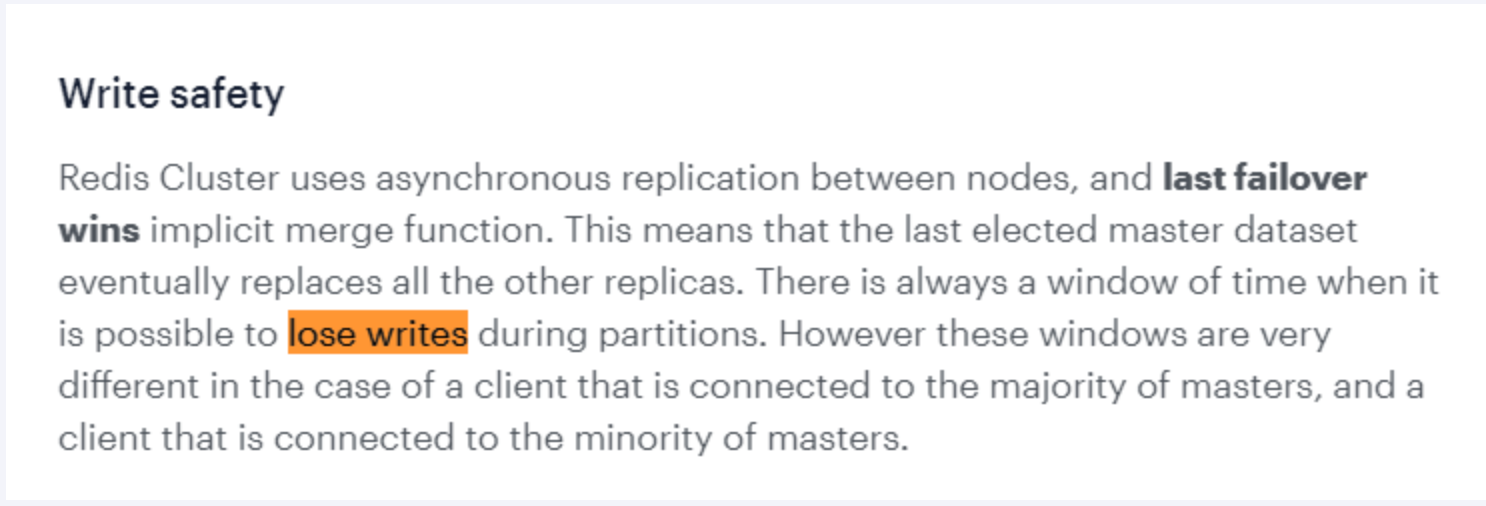 Write safety
Redis Cluster uses asynchronous replication between nodes, and last failover
wins implicit merge function. This means that the last elected master dataset
eventually replaces all the other replicas. There is always a window of time when it
is possible to lose writes during partitions. However these windows are very
different in the case of a client that is connected to the majority of masters, and a
client that is connected to the minority of masters.